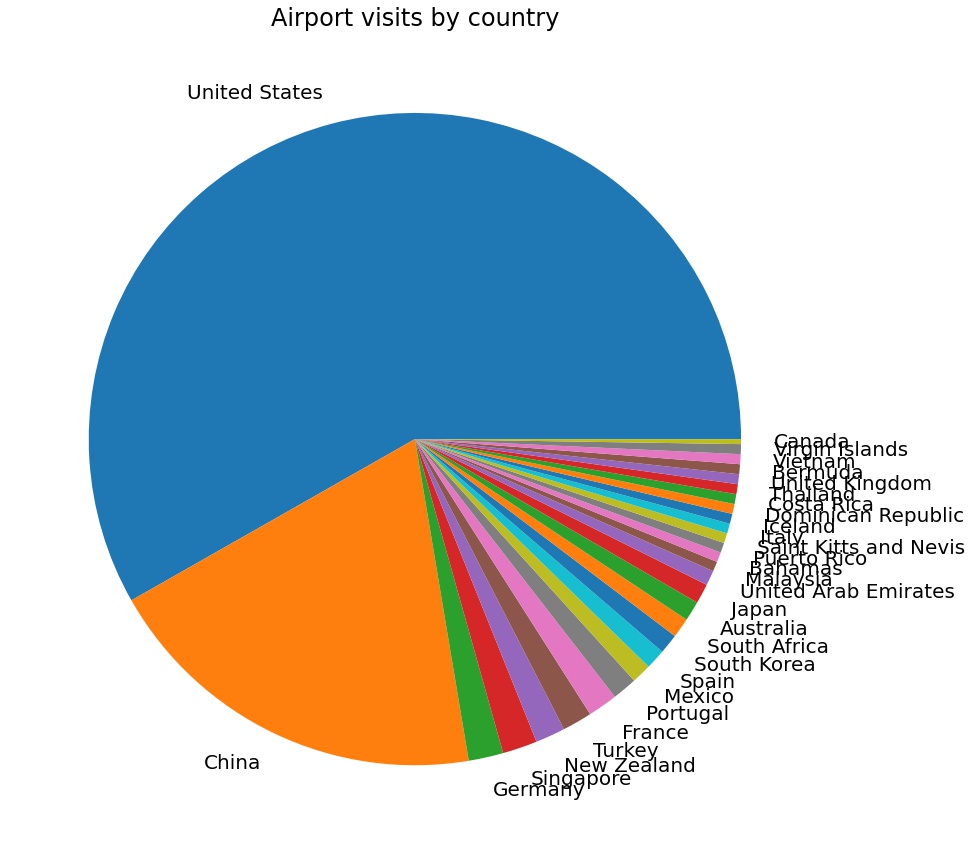 Airport visits by country
United States
Canada
Virgin Islands
Vietnam
Bermuda
United Kingdom
Thailand
Costa Rica
Dominican Republic
Iceland
Italy
Saint Kitts and Nevis
Puerto Rico
Bahamas
Malaysia
United Arab Emirates
Japan
Australia
South Africa
South Korea
Spain
Mexico
Portugal
France
Turkey
New Zealand
Singapore
Germany
China